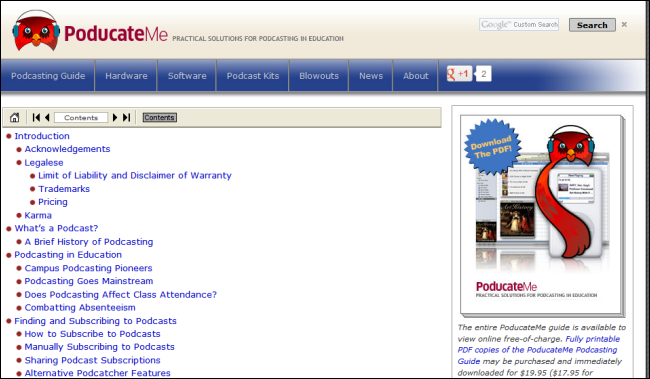 PoducateMe PRACTICAL SOLUTIONS FOR PODCASTING IN EDUCATION
Google™ Custom Search Search ×
Podcasting Guide Hardware Software Podcast Kits Blowouts News About g +1 2
Contents Contents
Introduction
Acknowledgements
Legalese
Limit of Liability and Disclaimer of Warranty
Trademarks
Pricing
Karma
What's a Podcast?
A Brief History of Podcasting
Podcasting in Education
Campus Podcasting Pioneers
Podcasting Goes Mainstream
Does Podcasting Affect Class Attendance?
Combatting Absenteeism
Finding and Subscribing to Podcasts
How to Subscribe to Podcasts
Manually Subscribing to Podcasts
Sharing Podcast Subscriptions
Alternative Podcatcher Features
Download
The PDF!
Art History
PoducateMe
PRACTICAL SOLUTIONS FOR PODCASTING IN EDUCATION
The entire PoducateMe guide is available to
view online free-of-charge. Fully printable
PDF copies of the PoducateMe Podcasting
Guide may be purchased and immediately
downloaded for $19.95 ($17.95 for